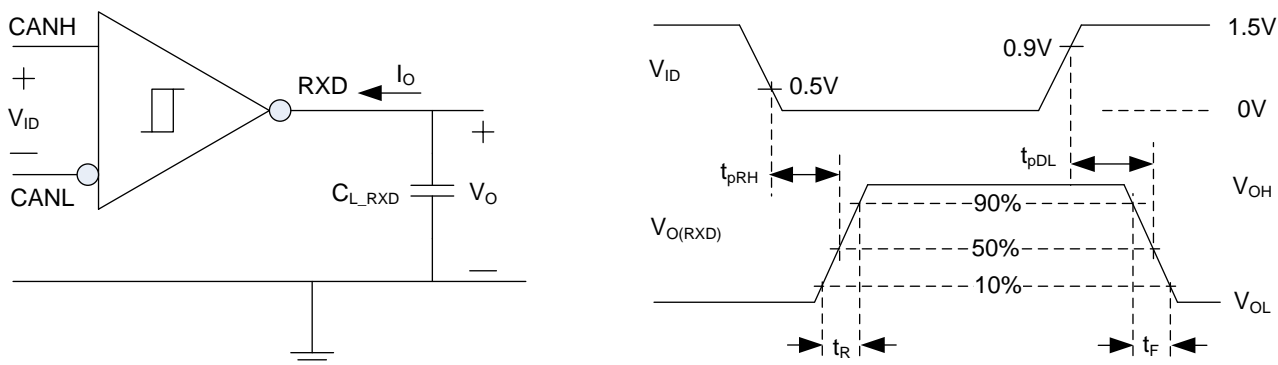 CANH
+
V_ID
—
CANL
RXD
I_O
C_L_RXD
+
V_O
—
V_ID
0.5V
0.9V
1.5V
0V
t_pRH
t_pDL
V_O(RXD)
90%
50%
10%
V_OH
V_OL
t_R
t_F